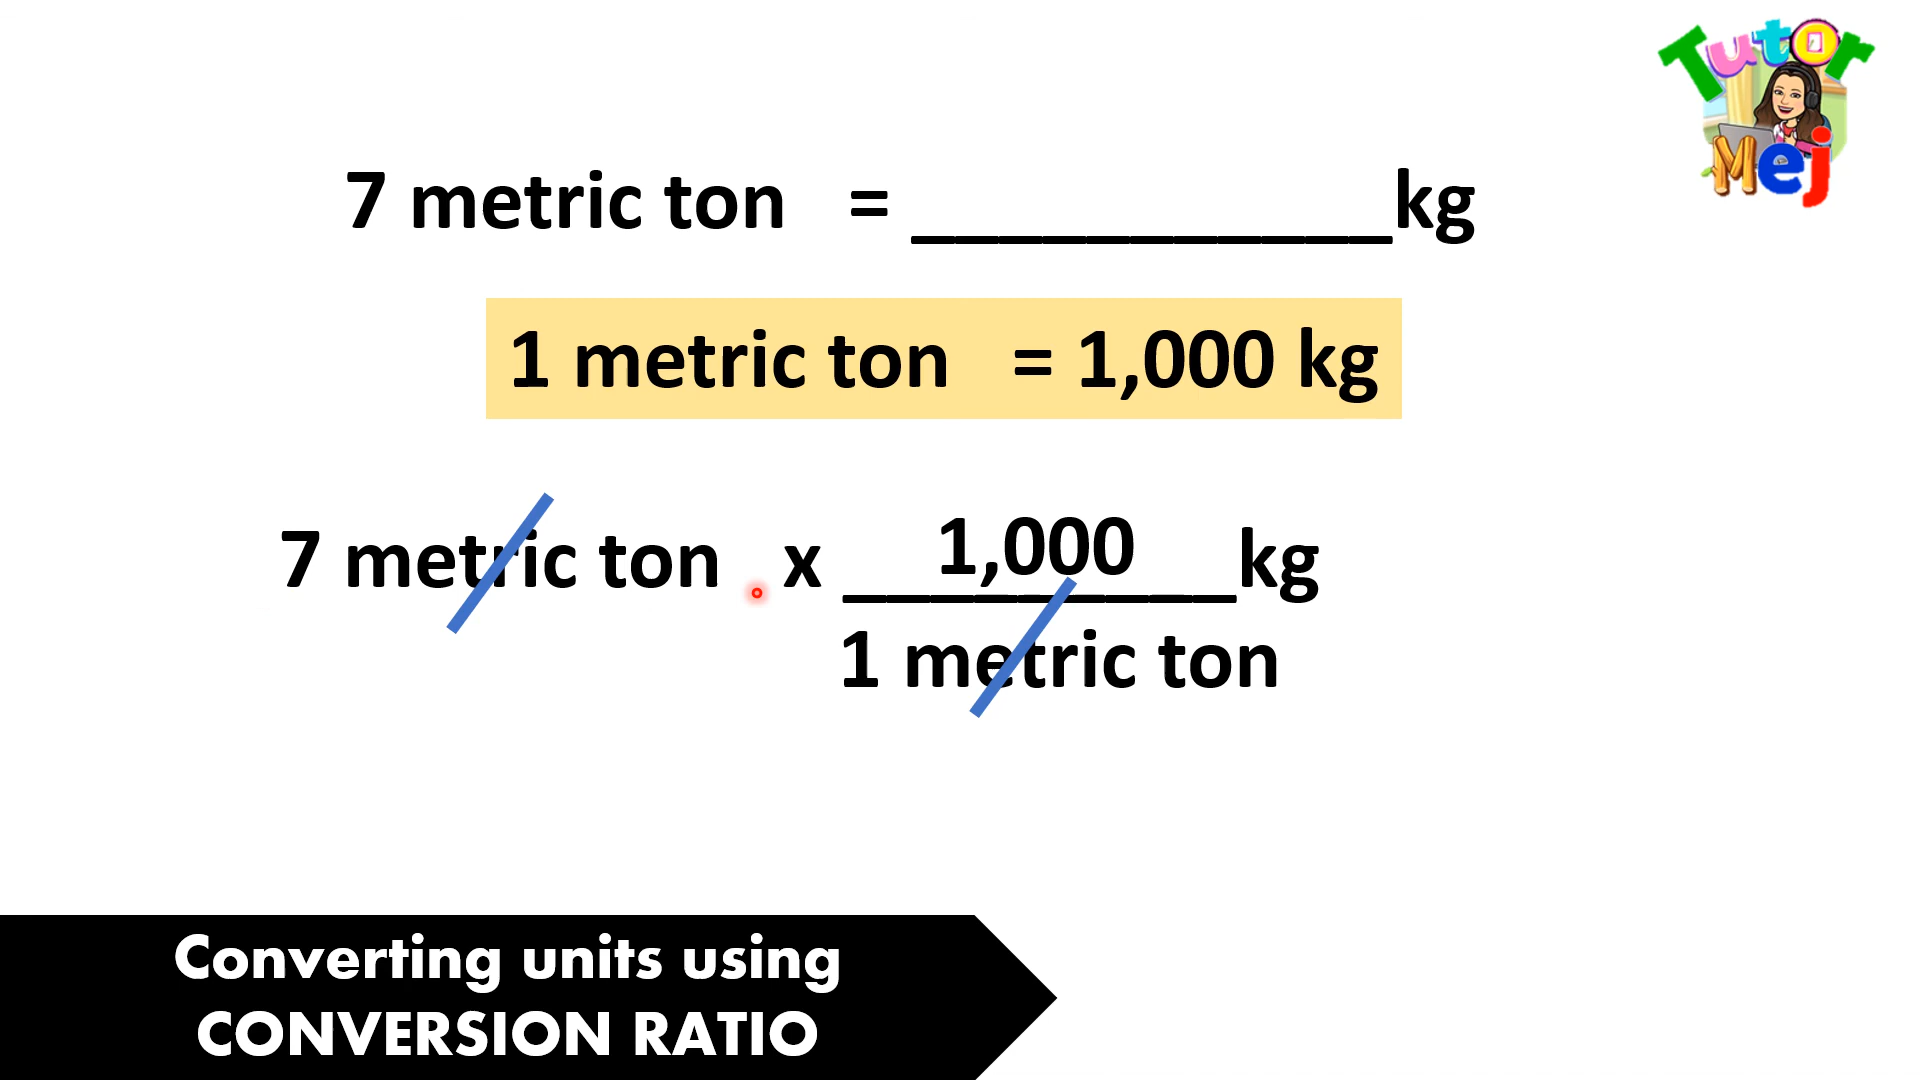 Tutor
Mej
7 metric ton = ___________kg
1 metric ton = 1,000 kg
7 metric ton x 1,000 kg
1 metric ton
Converting units using
CONVERSION RATIO